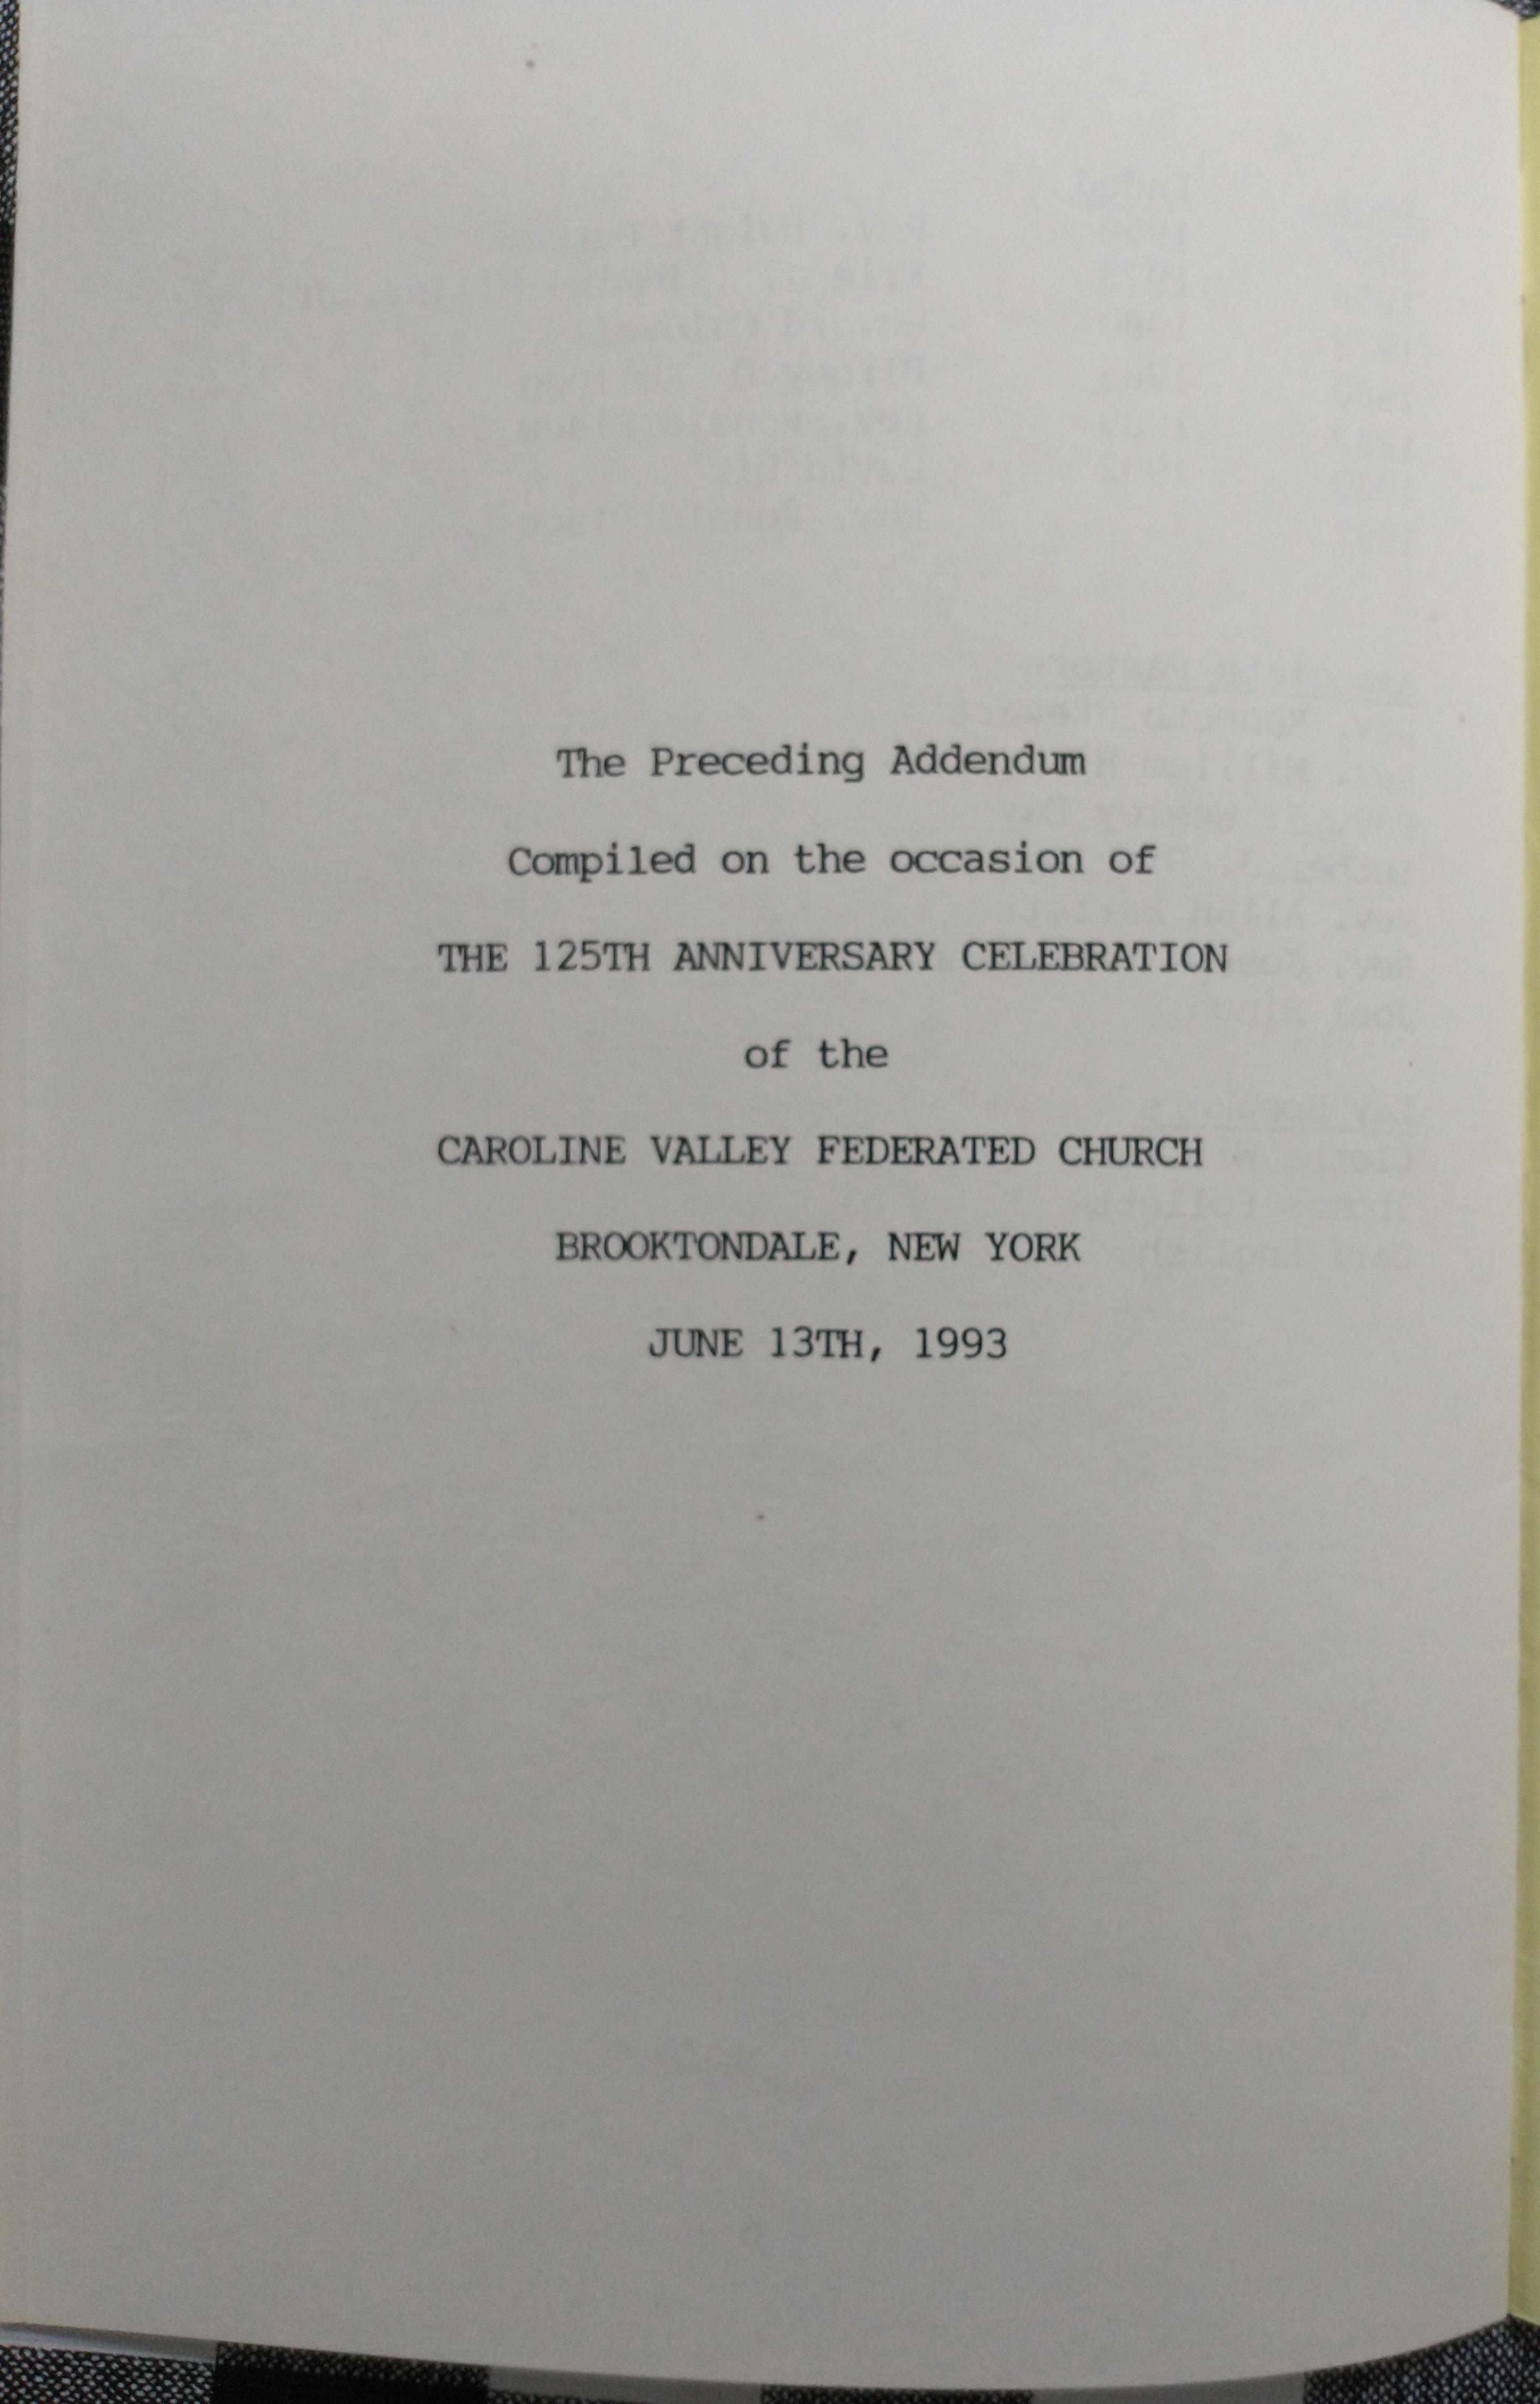 The Preceding Addendum
Compiled on the occasion of
THE 125TH ANNIVERSARY CELEBRATION
of the
CAROLINE VALLEY FEDERATED CHURCH
BROOKTONDALE, NEW YORK
JUNE 13TH, 1993